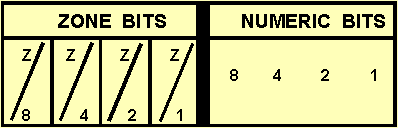 ZONE BITS NUMERIC BITS
Z/8 Z/4 Z/2 Z/1 8 4 2 1